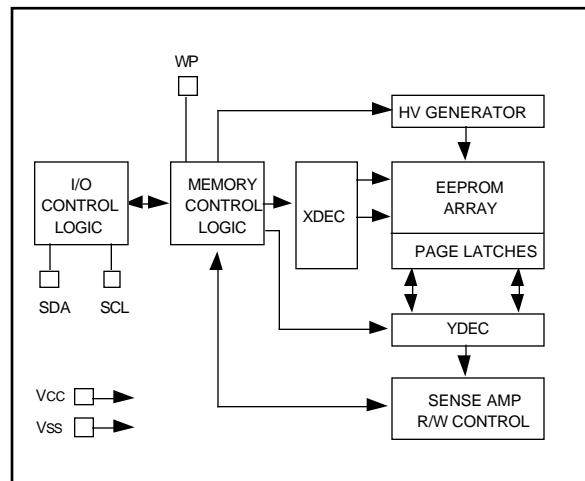 WP
HV GENERATOR
I/O
CONTROL
LOGIC
MEMORY
CONTROL
LOGIC
XDEC
EEPROM
ARRAY
PAGE LATCHES
SDA
SCL
YDEC
VCC
VSS
SENSE AMP
R/W CONTROL